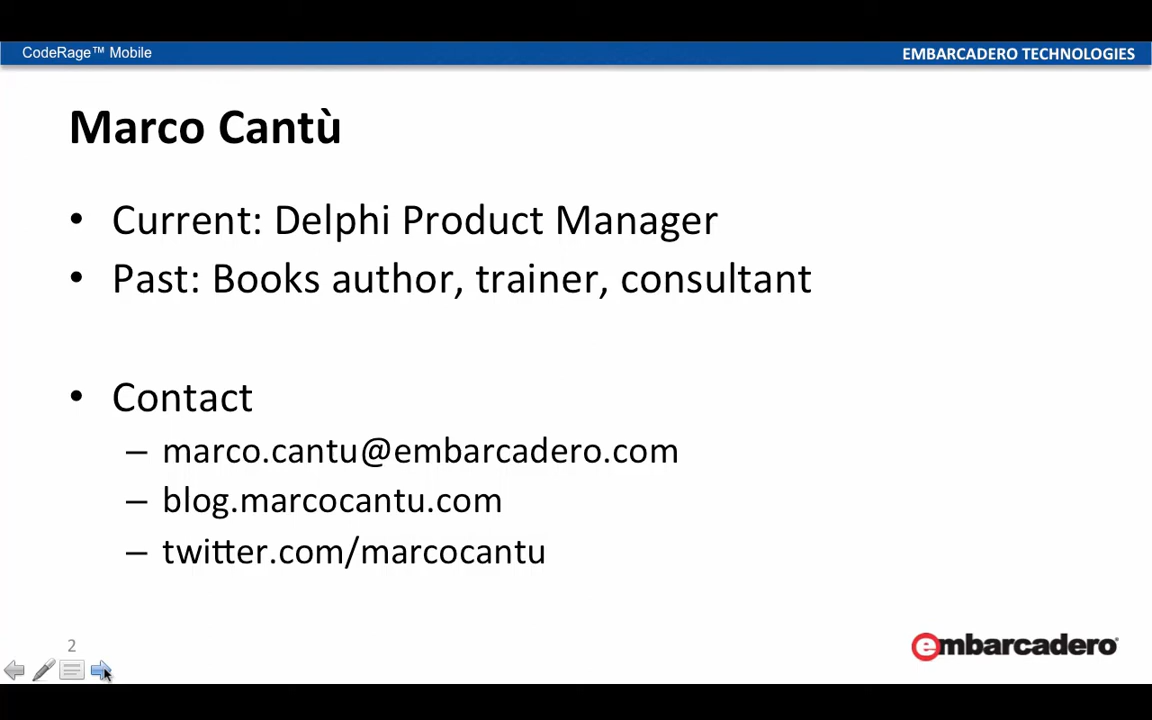 CodeRage™ Mobile
EMBARCADERO TECHNOLOGIES
Marco Cantù
• Current: Delphi Product Manager
• Past: Books author, trainer, consultant
• Contact
– marco.cantu@embarcadero.com
– blog.marcocantu.com
– twitter.com/marcocantu
2
embarcadero®